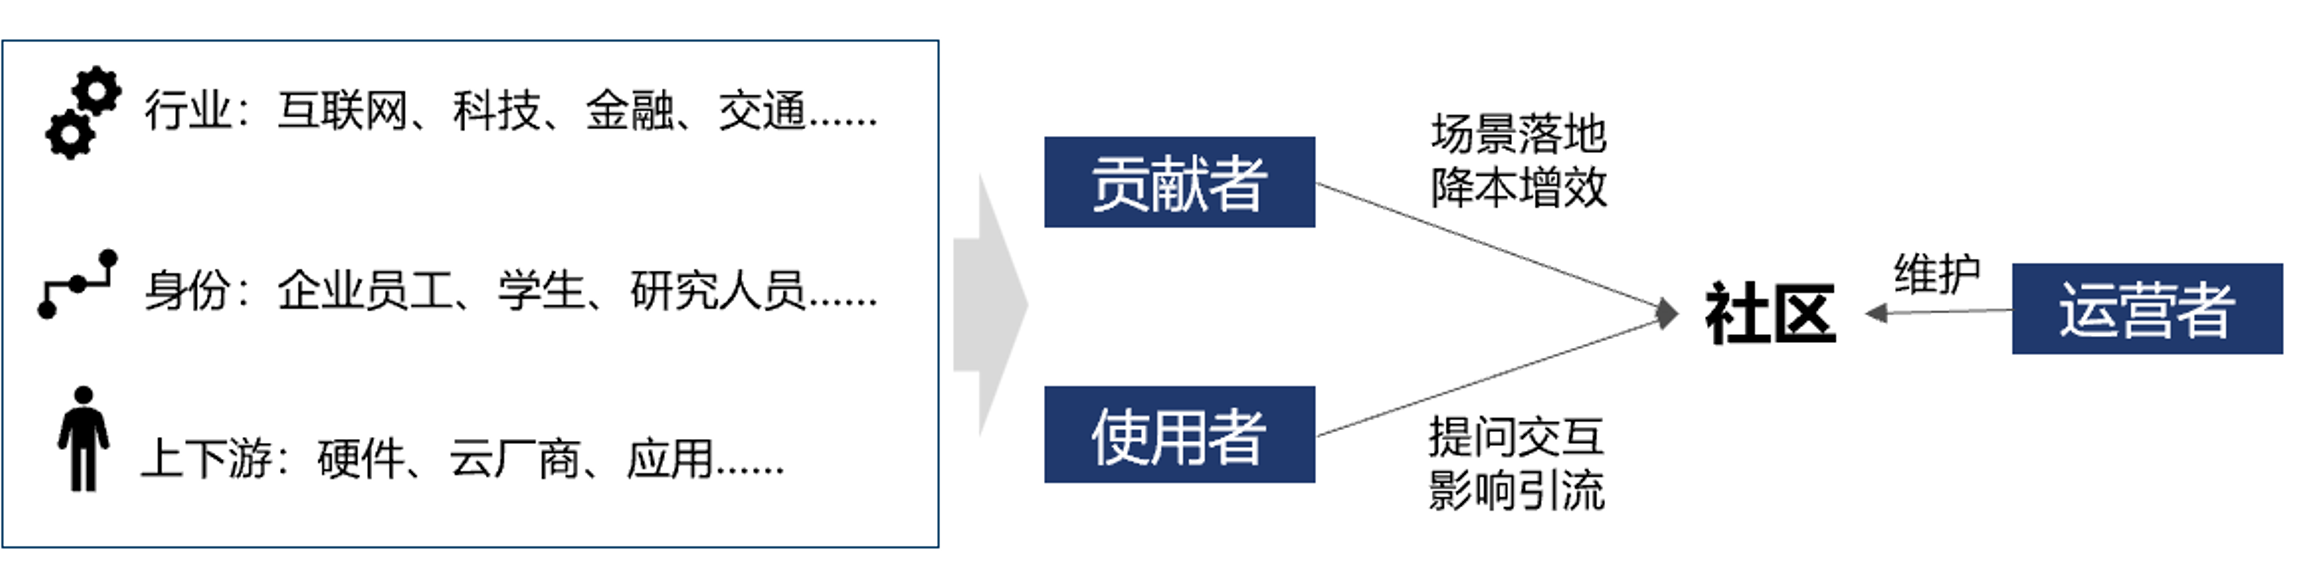 行业：互联网、科技、金融、交通......
身份：企业员工、学生、研究人员......
上下游：硬件、云厂商、应用......
贡献者
使用者
场景落地
降本增效
提问交互
影响引流
社区
维护
运营者